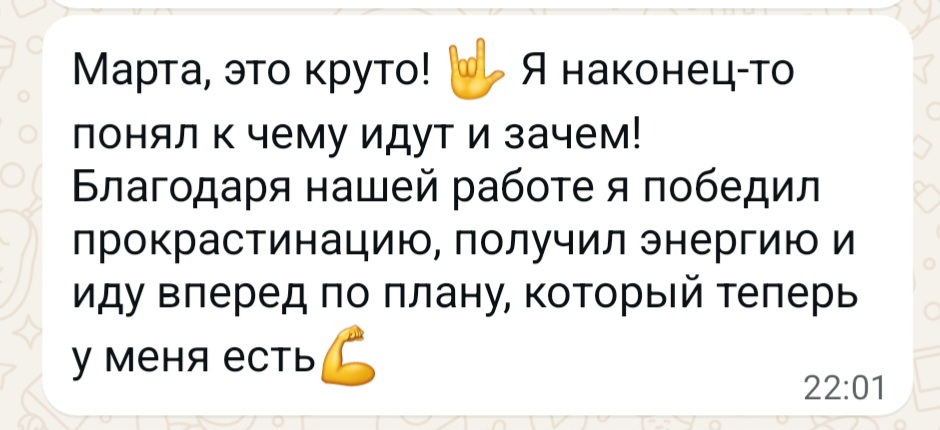 Марта, это круто! 🤟 Я наконец-то
понял к чему идут и зачем!
Благодаря нашей работе я победил
прокрастинацию, получил энергию и
иду вперед по плану, который теперь
у меня есть💪
22:01